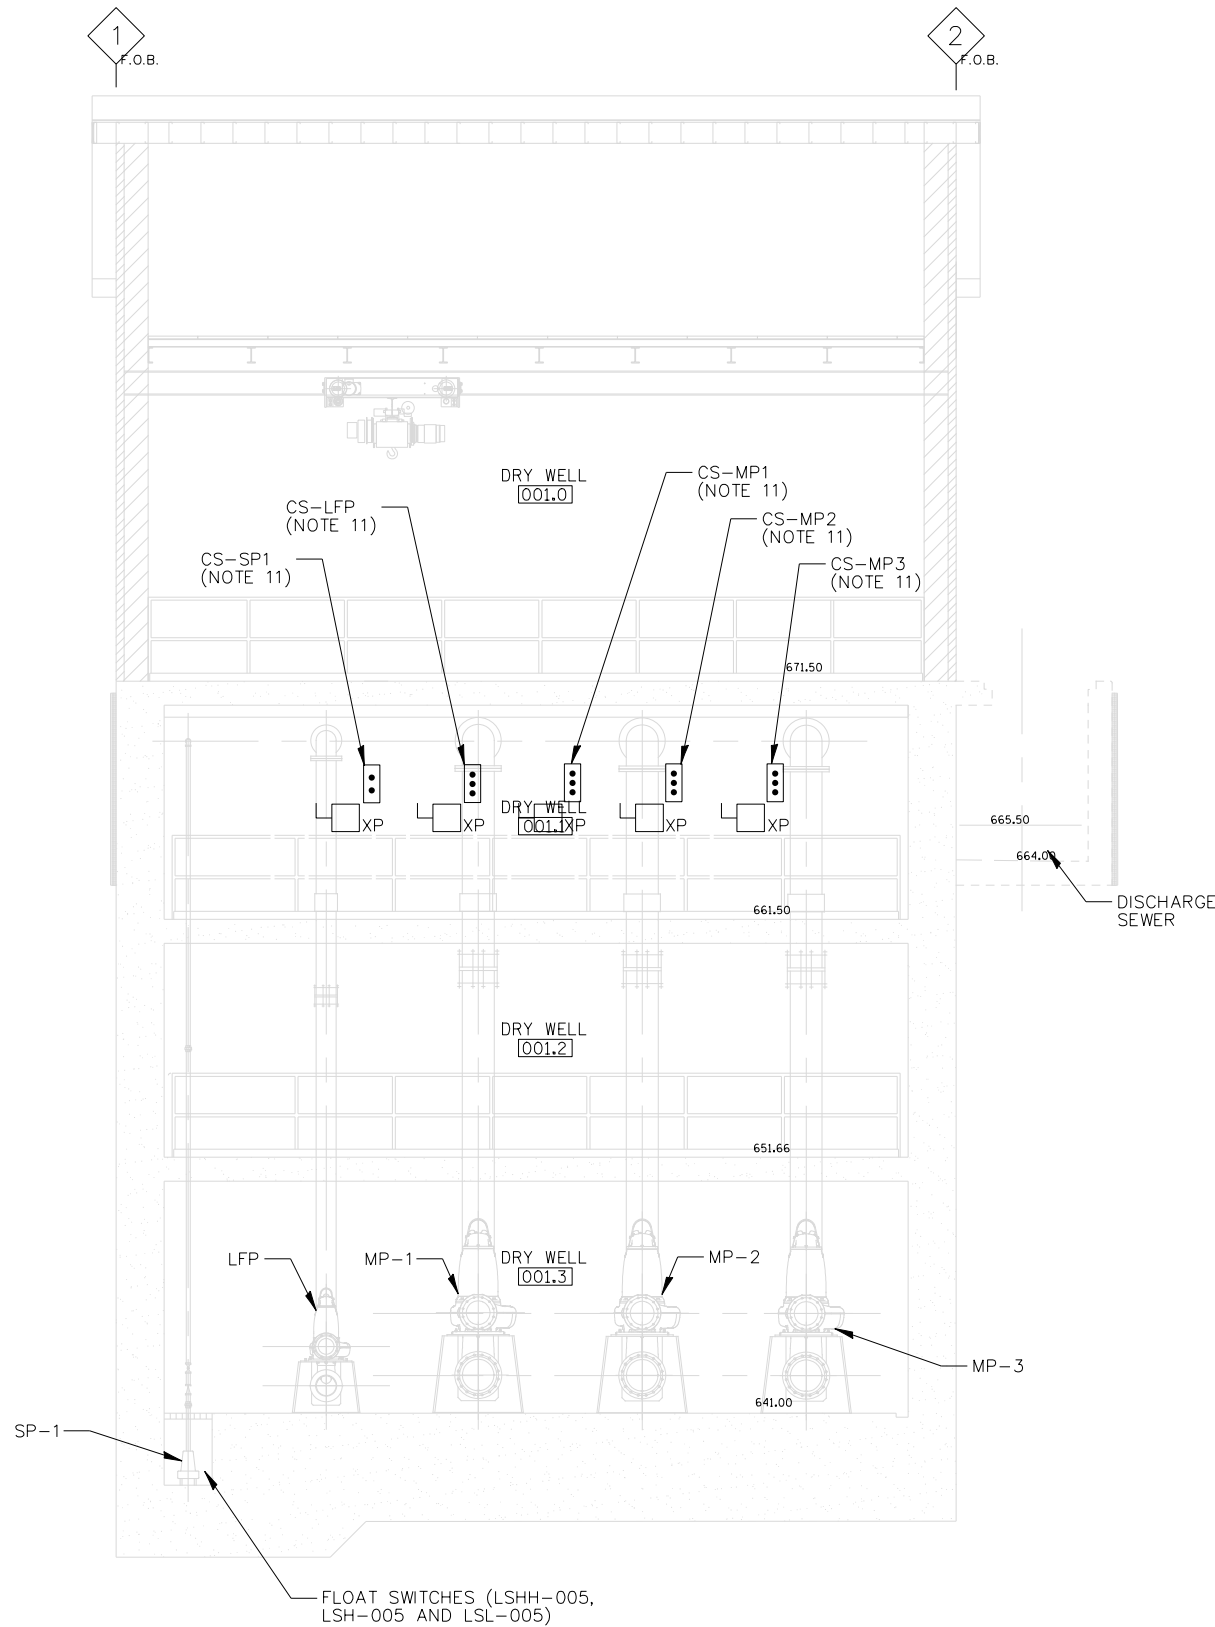 1
F.O.B.
2
F.O.B.
DRY WELL
001.0
CS-MP1
(NOTE 11)
CS-LFP
(NOTE 11)
CS-MP2
(NOTE 11)
CS-SP1
(NOTE 11)
CS-MP3
(NOTE 11)
671.50
DRY WELL
001.1
XP
XP
XP
XP
XP
665.50
664.00
DISCHARGE
SEWER
661.50
DRY WELL
001.2
651.66
LFP
MP-1
DRY WELL
001.3
MP-2
MP-3
641.00
SP-1
FLOAT SWITCHES (LSHH-005,
LSH-005 AND LSL-005)